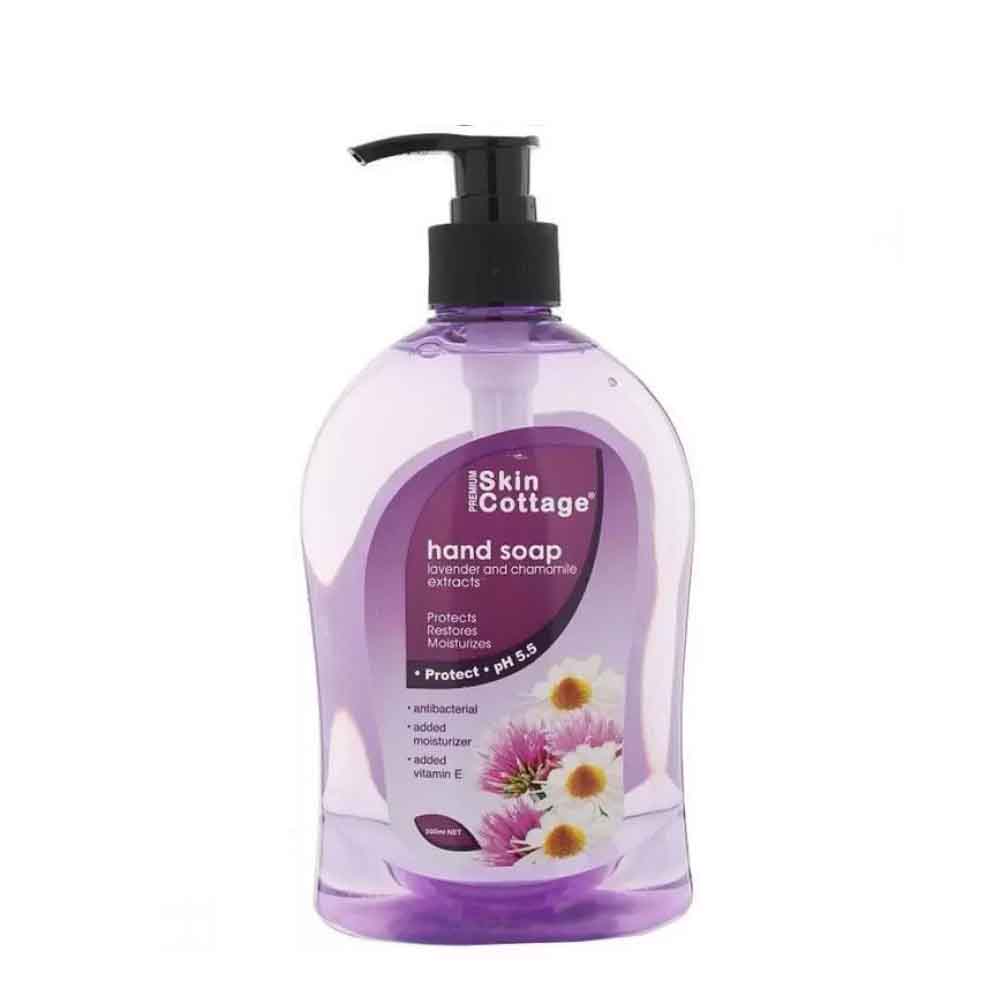 PREMIUM
Skin
Cottage®
hand soap
lavender and chamomile
extracts
Protects
Restores
Moisturizes
• Protect • pH 5.5
• antibacterial
• added
moisturizer
• added
vitamin E
NET